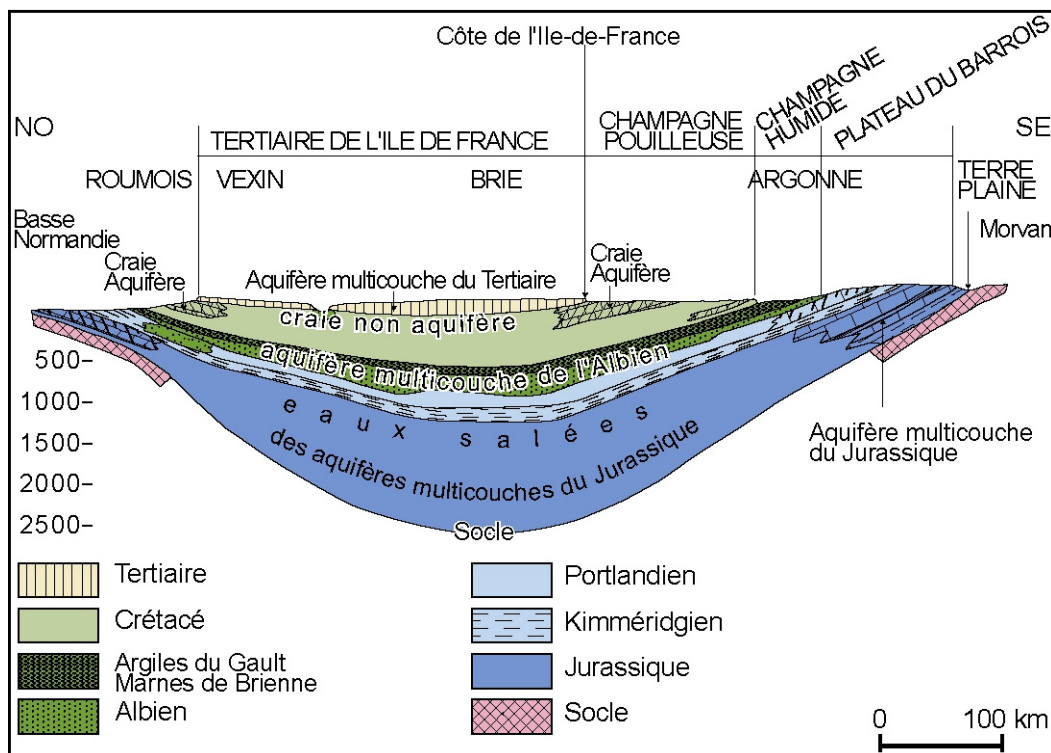 Côte de l'Ile-de-France
NO
SE
TERTIAIRE DE L'ILE DE FRANCE
CHAMPAGNE
POUILLEUSE
CHAMPAGNE
HUMIDE
PLATEAU DU BARROIS
ROUMOIS
VEXIN
BRIE
ARGONNE
TERRE
PLAINE
Basse
Normandie
Morvan
Craie
Aquifère
Aquifère multicouche du Tertiaire
Craie
Aquifère
craie non aquifère
aquifère multicouche de l'Albien
eaux salées
des aquifères multicouches du Jurassique
Socle
Aquifère multicouche
du Jurassique
500-
1000-
1500-
2000-
2500-
Tertiaire
Crétacé
Argiles du Gault
Marnes de Brienne
Albien
Portlandien
Kimméridgien
Jurassique
Socle
0 100 km